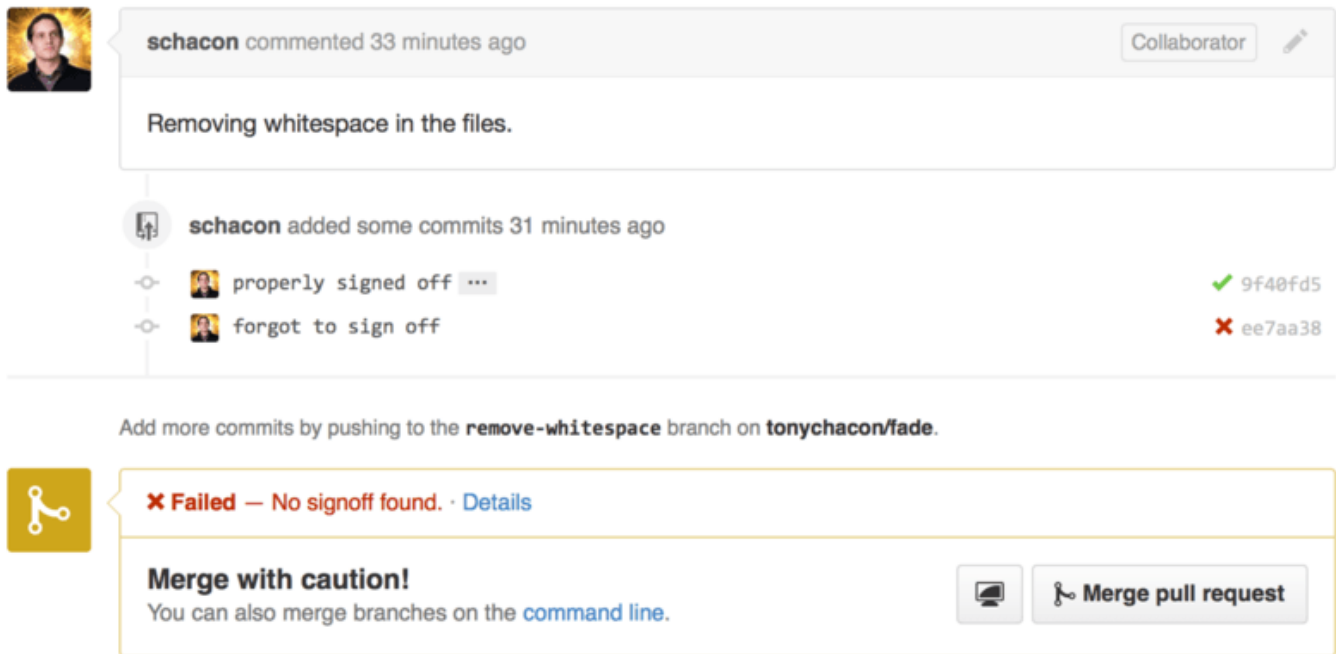 schacon commented 33 minutes ago Collaborator
Removing whitespace in the files.
schacon added some commits 31 minutes ago
properly signed off ... 9f40fd5
forgot to sign off ee7aa38
Add more commits by pushing to the remove-whitespace branch on tonychacon/fade.
Failed — No signoff found. · Details
Merge with caution!
You can also merge branches on the command line.
Merge pull request